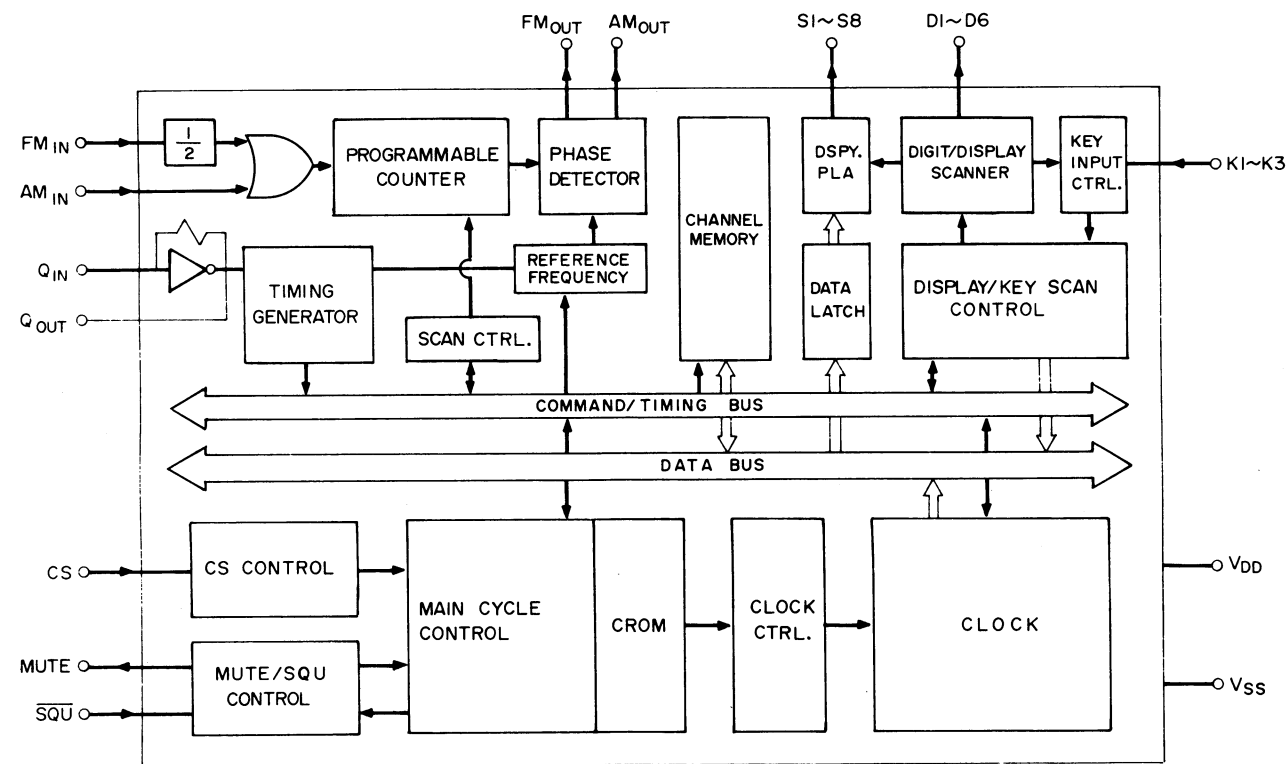 FM OUT
AM OUT
S1~S8
D1~D6
FM IN
1/2
PROGRAMMABLE
COUNTER
PHASE
DETECTOR
DSPY.
PLA
DIGIT/DISPLAY
SCANNER
KEY
INPUT
CTRL.
K1~K3
AM IN
CHANNEL
MEMORY
Q IN
Q OUT
TIMING
GENERATOR
REFERENCE
FREQUENCY
SCAN CTRL.
DATA
LATCH
DISPLAY/KEY SCAN
CONTROL
COMMAND/TIMING BUS
DATA BUS
CS
CS CONTROL
MAIN CYCLE
CONTROL
CROM
CLOCK
CTRL.
CLOCK
VDD
MUTE
SQU
MUTE/SQU
CONTROL
VSS